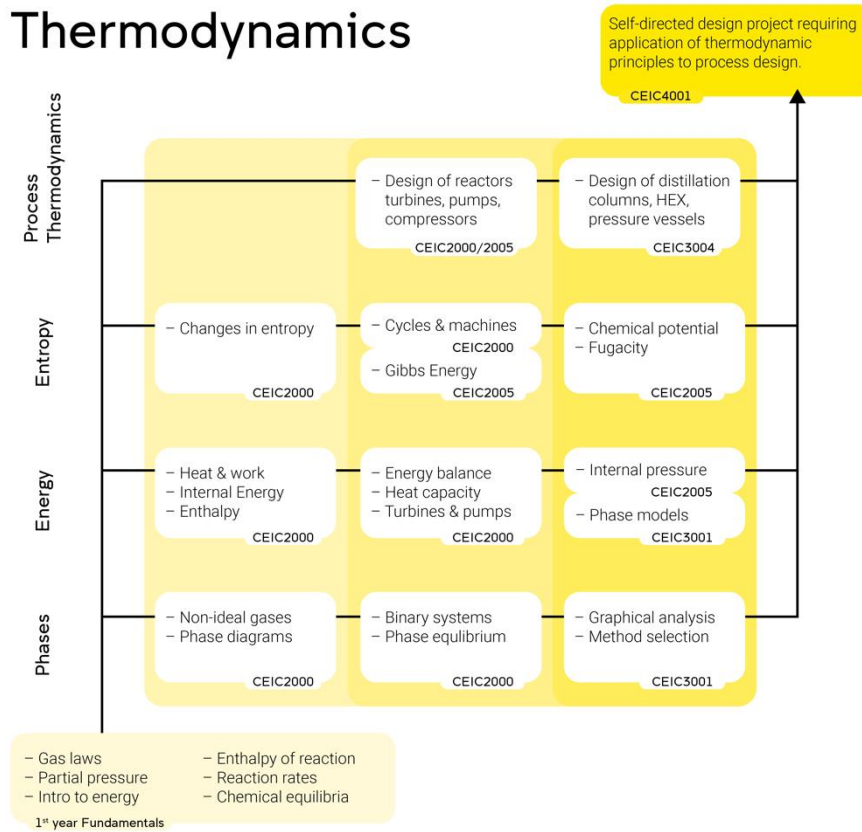 Thermodynamics
Self-directed design project requiring
application of thermodynamic
principles to process design.
CEIC4001
Process
Thermodynamics
– Design of reactors
turbines, pumps,
compressors
CEIC2000/2005
– Design of distillation
columns, HEX,
pressure vessels
CEIC3004
Entropy
– Changes in entropy
CEIC2000
– Cycles & machines
CEIC2000
– Gibbs Energy
CEIC2005
– Chemical potential
– Fugacity
CEIC2005
Energy
– Heat & work
– Internal Energy
– Enthalpy
CEIC2000
– Energy balance
– Heat capacity
– Turbines & pumps
CEIC2000
– Internal pressure
CEIC2005
– Phase models
CEIC3001
Phases
– Non-ideal gases
– Phase diagrams
CEIC2000
– Binary systems
– Phase equlibrium
CEIC2000
– Graphical analysis
– Method selection
CEIC3001
– Gas laws
– Partial pressure
– Intro to energy
– Enthalpy of reaction
– Reaction rates
– Chemical equilibria
1st year Fundamentals